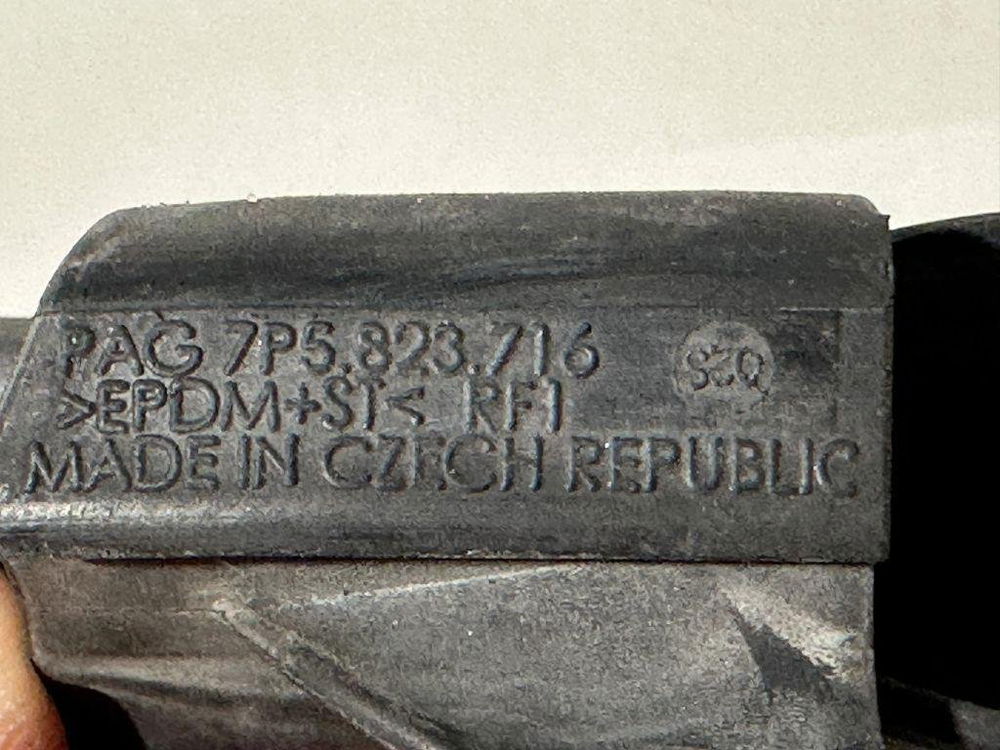 PAG 7P5.823.716
>EPDM+ST< RF1
MADE IN CZECH REPUBLIC